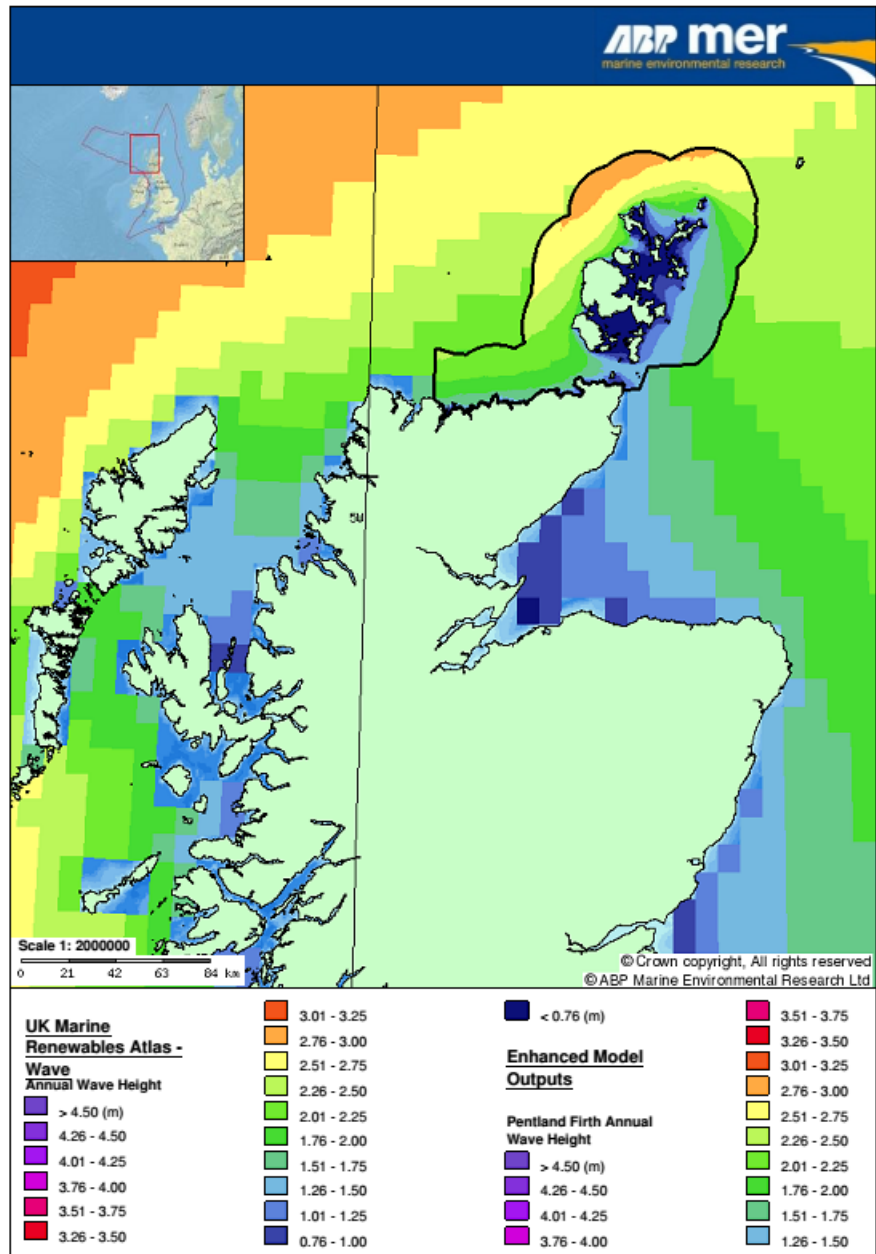 ABP mer
marine environmental research
5W
Scale 1: 2000000
0 21 42 63 84 km
© Crown copyright, All rights reserved
© ABP Marine Environmental Research Ltd
UK Marine
Renewables Atlas -
Wave
Annual Wave Height
> 4.50 (m)
4.26 - 4.50
4.01 - 4.25
3.76 - 4.00
3.51 - 3.75
3.26 - 3.50
3.01 - 3.25
2.76 - 3.00
2.51 - 2.75
2.26 - 2.50
2.01 - 2.25
1.76 - 2.00
1.51 - 1.75
1.26 - 1.50
1.01 - 1.25
0.76 - 1.00
< 0.76 (m)
Enhanced Model
Outputs
Pentland Firth Annual
Wave Height
> 4.50 (m)
4.26 - 4.50
4.01 - 4.25
3.76 - 4.00
3.51 - 3.75
3.26 - 3.50
3.01 - 3.25
2.76 - 3.00
2.51 - 2.75
2.26 - 2.50
2.01 - 2.25
1.76 - 2.00
1.51 - 1.75
1.26 - 1.50